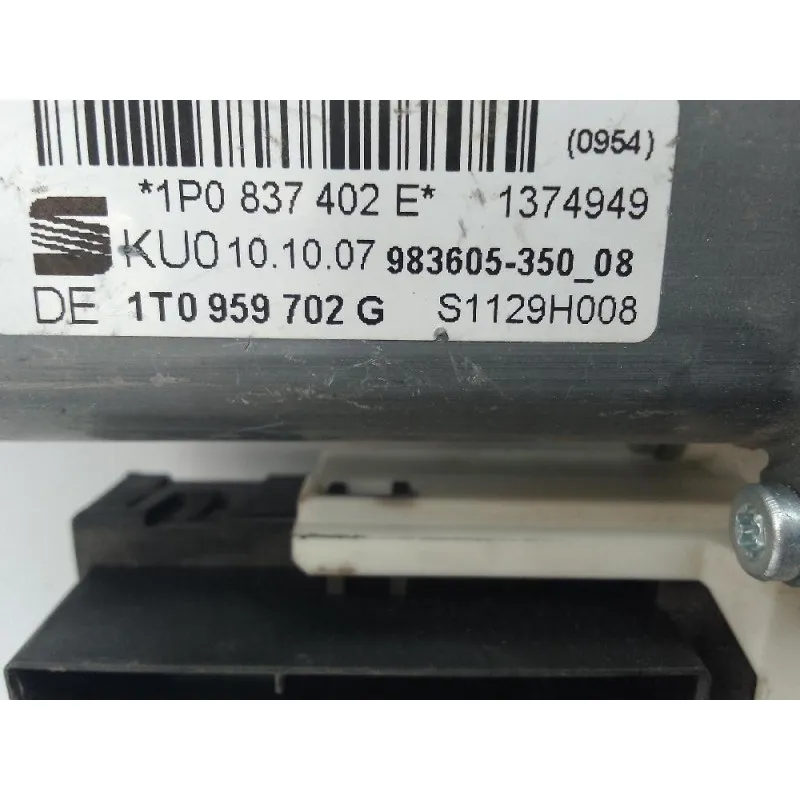 (0954)
*1P0 837 402 E* 1374949
KU0 10.10.07 983605-350_08
DE 1T0 959 702 G S1129H008